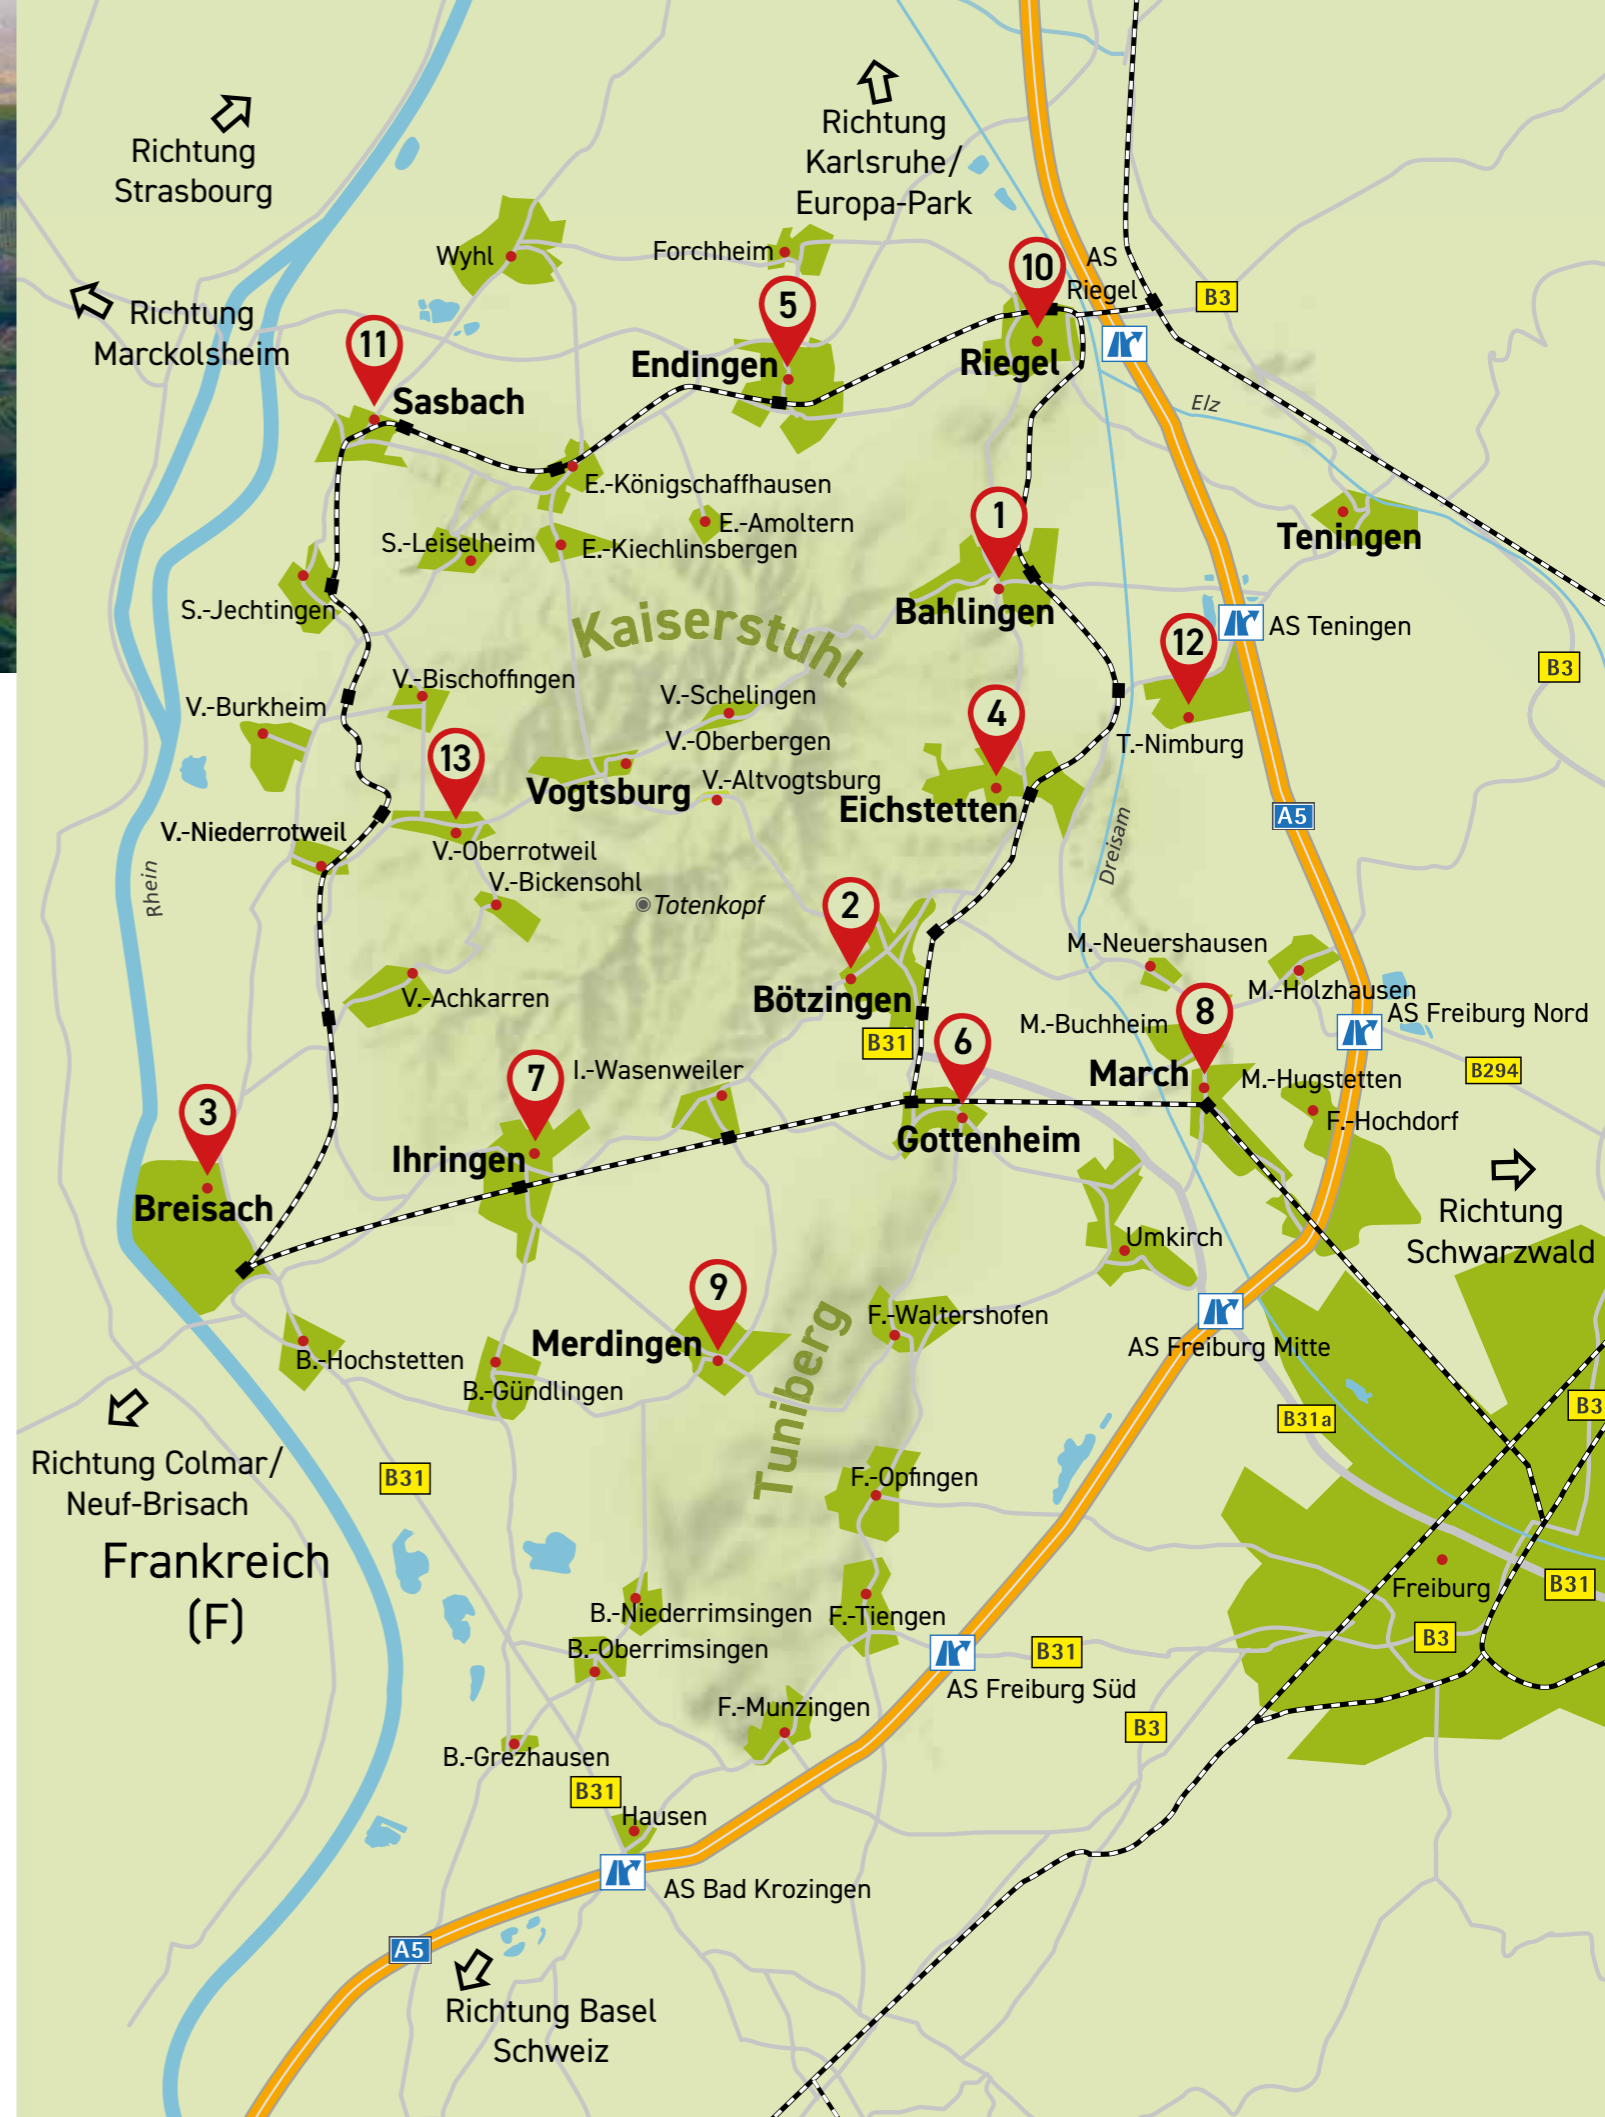 Richtung
Strasbourg
Richtung
Karlsruhe/
Europa-Park
Wyhl
Forchheim
10
AS
Riegel
B3
5
Richtung
Marckolsheim
11
Endingen
Riegel
Sasbach
Elz
E.-Königschaffhausen
1
E.-Amoltern
Teningen
S.-Leiselheim
E.-Kiechlinsbergen
S.-Jechtingen
Bahlingen
Kaiserstuhl
12
AS Teningen
B3
V.-Bischoffingen
V.-Schelingen
V.-Burkheim
4
T.-Nimburg
V.-Oberbergen
13
V.-Altvogtsburg
Vogtsburg
Eichstetten
A5
V.-Niederrotweil
V.-Oberrotweil
Dreisam
V.-Bickensohl
Rhein
Totenkopf
2
M.-Neuershausen
M.-Holzhausen
V.-Achkarren
Bötzingen
8
AS Freiburg Nord
M.-Buchheim
B31
6
I.-Wasenweiler
B294
7
March
M.-Hugstetten
3
F.-Hochdorf
Gottenheim
Ihringen
Breisach
Richtung
Schwarzwald
Umkirch
9
F.-Waltershofen
Merdingen
AS Freiburg Mitte
B.-Hochstetten
B.-Gündlingen
Tuniberg
B3
B31a
Richtung Colmar/
Neuf-Brisach
B31
F.-Opfingen
Frankreich
(F)
Freiburg
B31
B.-Niederrimsingen
F.-Tiengen
B3
B.-Oberrimsingen
B31
AS Freiburg Süd
F.-Munzingen
B3
B.-Grezhausen
B31
Hausen
AS Bad Krozingen
A5
Richtung Basel
Schweiz